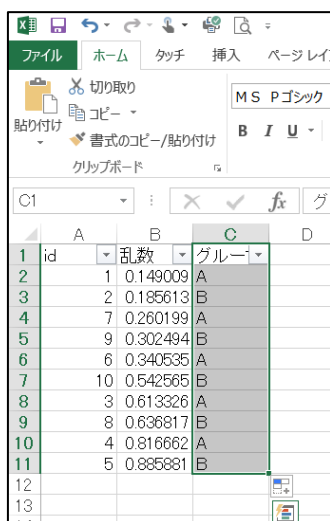 ファイル ホーム タッチ 挿入 ページ レイ
切り取り
コピー
書式のコピー/貼り付け
貼り付け
クリップボード
ＭＳ Ｐゴシック
B I U
C1 fx グ
A B C D
1 id 乱数 グルー
2 1 0.149009 A
3 2 0.185613 B
4 7 0.260199 A
5 9 0.302494 B
6 6 0.340535 A
7 10 0.542565 B
8 3 0.613326 A
9 8 0.636817 B
10 4 0.816662 A
11 5 0.885881 B
12
13